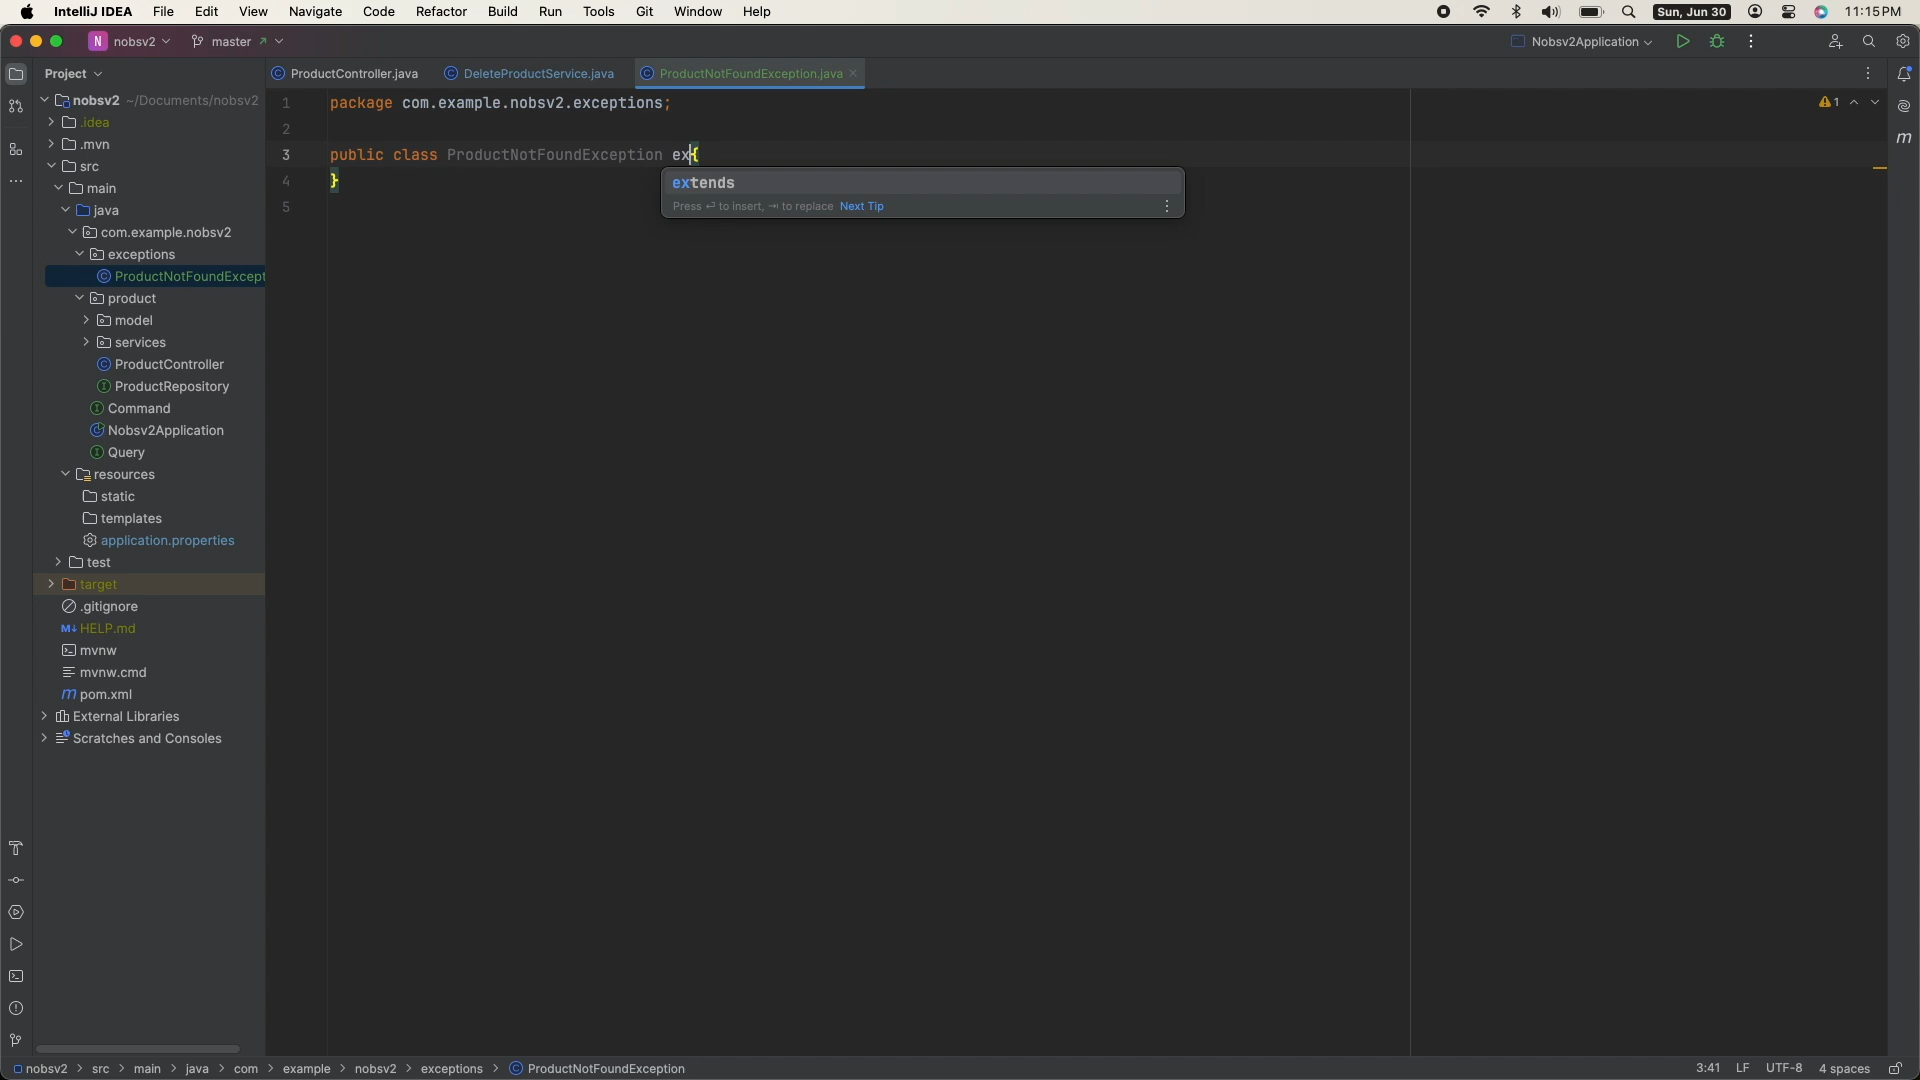 IntelliJ IDEA File Edit View Navigate Code Refactor Build Run Tools Git Window Help Sun, Jun 30 11:15 PM
N nobsv2 master Nobsv2Application
Project
ProductController.java DeleteProductService.java ProductNotFoundException.java
nobsv2 ~/Documents/nobsv2
.idea
.mvn
src
main
java
com.example.nobsv2
exceptions
ProductNotFoundExcept
product
model
services
ProductController
ProductRepository
Command
Nobsv2Application
Query
resources
static
templates
application.properties
test
target
.gitignore
HELP.md
mvnw
mvnw.cmd
pom.xml
External Libraries
Scratches and Consoles
1 package com.example.nobsv2.exceptions;
2
3 public class ProductNotFoundException ex{
4 }
5
extends
Press ↵ to insert, ⇥ to replace Next Tip
1
nobsv2 > src > main > java > com > example > nobsv2 > exceptions > ProductNotFoundException 3:41 LF UTF-8 4 spaces